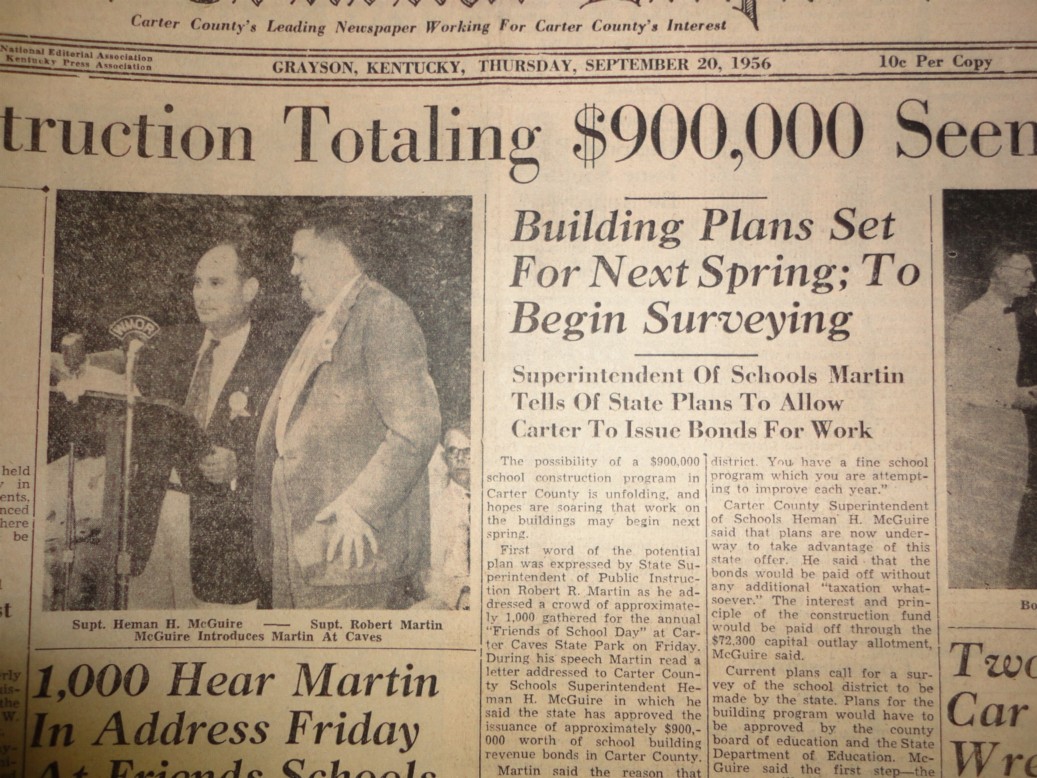 Carter County's Leading Newspaper Working For Carter County's Interest
National Editorial Association
Kentucky Press Association
GRAYSON, KENTUCKY, THURSDAY, SEPTEMBER 20, 1956
10c Per Copy
truction Totaling $900,000 Seen
held
in
ents,
nced
here
be
st
WMOR
Supt. Heman H. McGuire — Supt. Robert Martin
McGuire Introduces Martin At Caves
1,000 Hear Martin
In Address Friday
At Friends Schools
Building Plans Set
For Next Spring; To
Begin Surveying
Superintendent Of Schools Martin
Tells Of State Plans To Allow
Carter To Issue Bonds For Work
The possibility of a $900,000
school construction program in
Carter County is unfolding, and
hopes are soaring that work on
the buildings may begin next
spring.
First word of the potential
plan was expressed by State Su-
perintendent of Public Instruc-
tion Robert R. Martin as he ad-
dressed a crowd of approximate-
ly 1,000 gathered for the annual
"Friends of School Day" at Car-
ter Caves State Park on Friday.
During his speech Martin read a
letter addressed to Carter Coun-
ty Schools Superintendent He-
man H. McGuire in which he
said the state has approved the
issuance of approximately $900,-
000 worth of school building
revenue bonds in Carter County.
Martin said the reason that
district. You have a fine school
program which you are attempt-
ing to improve each year."
Carter County Superintendent
of Schools Heman H. McGuire
said that plans are now under-
way to take advantage of this
state offer. He said that the
bonds would be paid off without
any additional "taxation what-
soever." The interest and prin-
ciple of the construction fund
would be paid off through the
$72,300 capital outlay allotment,
McGuire said.
Current plans call for a sur-
vey of the school district to be
made by the state. Plans for the
building program would have to
be approved by the county
board of education and the State
Department of Education. Mc-
Guire said the first step—the
Bo
Two
Car
Wre